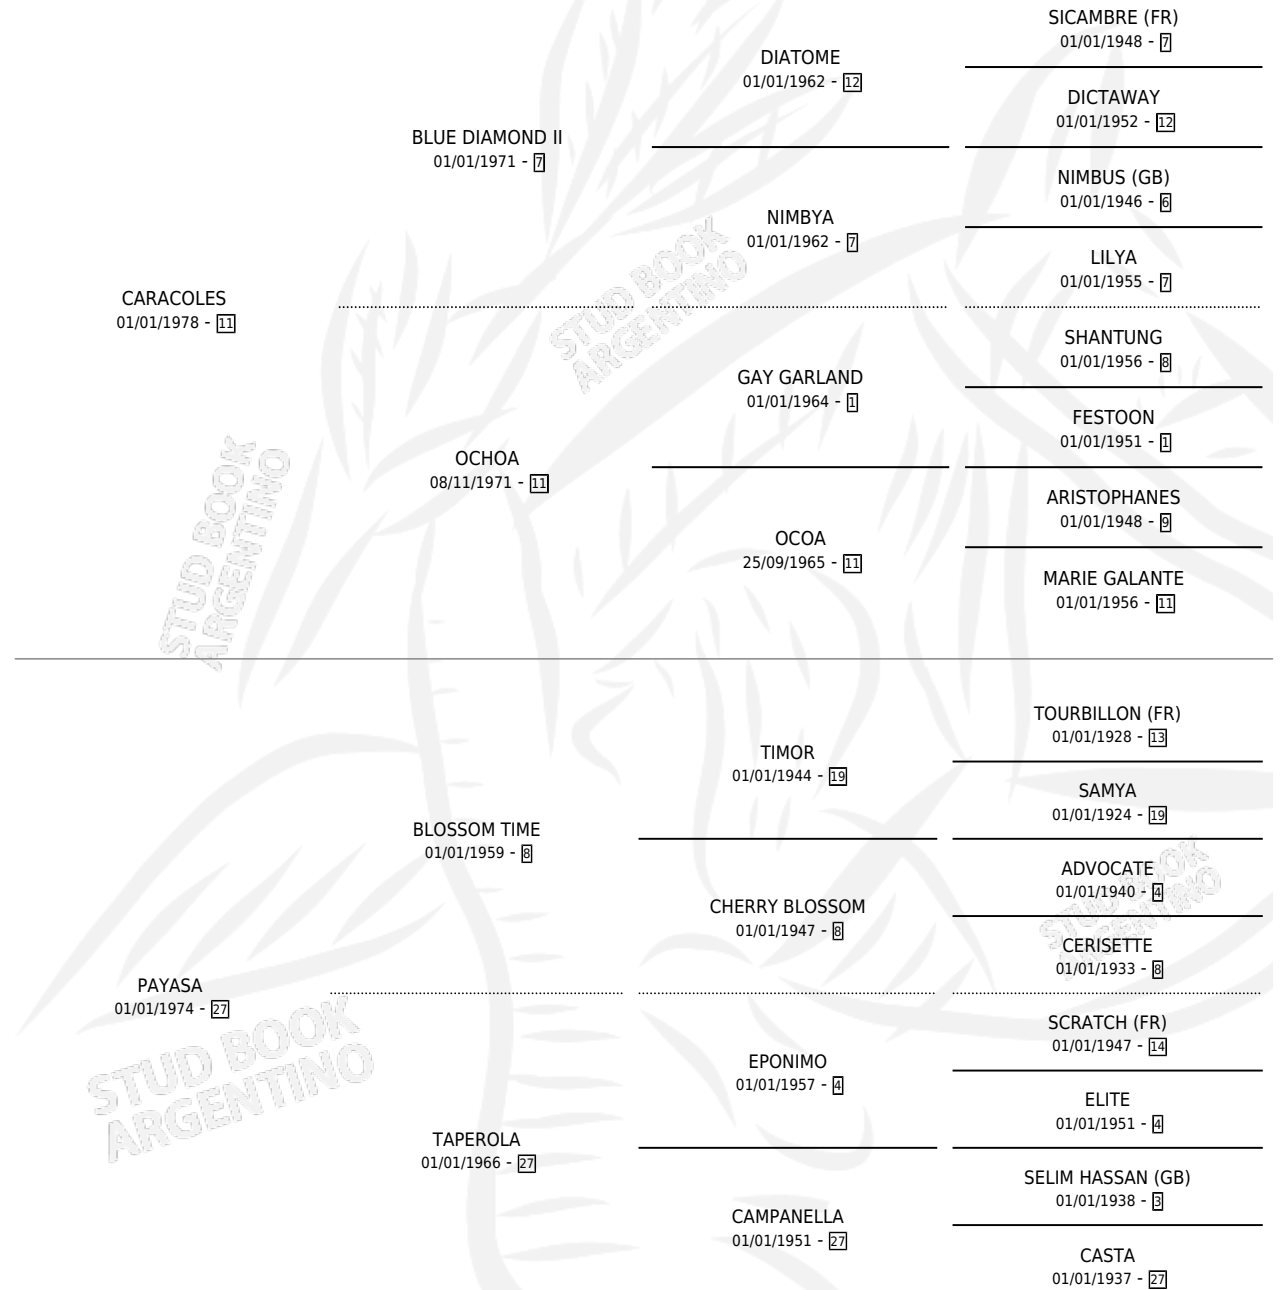 SICAMBRE (FR)
01/01/1948 - 7
DIATOME
01/01/1962 - 12
DICTAWAY
01/01/1952 - 12
BLUE DIAMOND II
01/01/1971 - 7
NIMBUS (GB)
01/01/1946 - 6
NIMBYA
01/01/1962 - 7
LILYA
01/01/1955 - 7
CARACOLES
01/01/1978 - 11
SHANTUNG
01/01/1956 - 8
GAY GARLAND
01/01/1964 - 1
FESTOON
01/01/1951 - 1
OCHOA
08/11/1971 - 11
ARISTOPHANES
01/01/1948 - 9
OCOA
25/09/1965 - 11
MARIE GALANTE
01/01/1956 - 11
STUD BOOK
ARGENTINO
STUD BOOK
ARGENTINO
TOURBILLON (FR)
01/01/1928 - 13
TIMOR
01/01/1944 - 19
SAMYA
01/01/1924 - 19
BLOSSOM TIME
01/01/1959 - 8
ADVOCATE
01/01/1940 - 4
CHERRY BLOSSOM
01/01/1947 - 8
CERISETTE
01/01/1933 - 8
PAYASA
01/01/1974 - 27
SCRATCH (FR)
01/01/1947 - 14
EPONIMO
01/01/1957 - 4
ELITE
01/01/1951 - 4
TAPEROLA
01/01/1966 - 27
SELIM HASSAN (GB)
01/01/1938 - 3
CAMPANELLA
01/01/1951 - 27
CASTA
01/01/1937 - 27
STUD BOOK
ARGENTINO
STUD BOOK
ARGENTINO